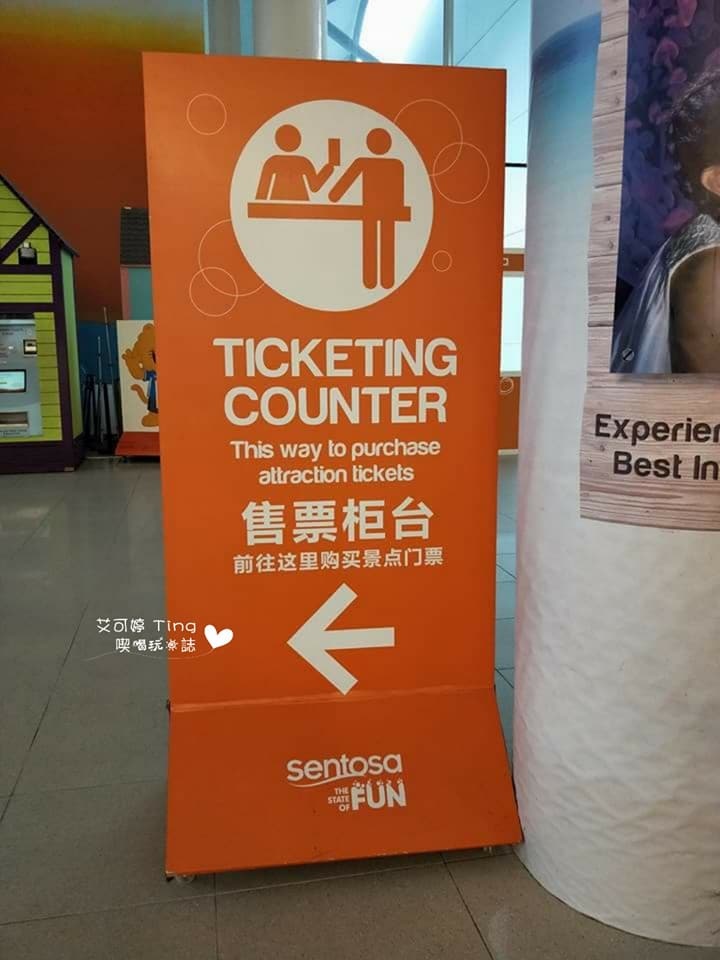 TICKETING
COUNTER
This way to purchase
attraction tickets
售票柜台
前往这里购买景点门票
艾可婷 Ting
喫喝玩樂誌
sentosa
THE
STATE
OF
FUN
Best In